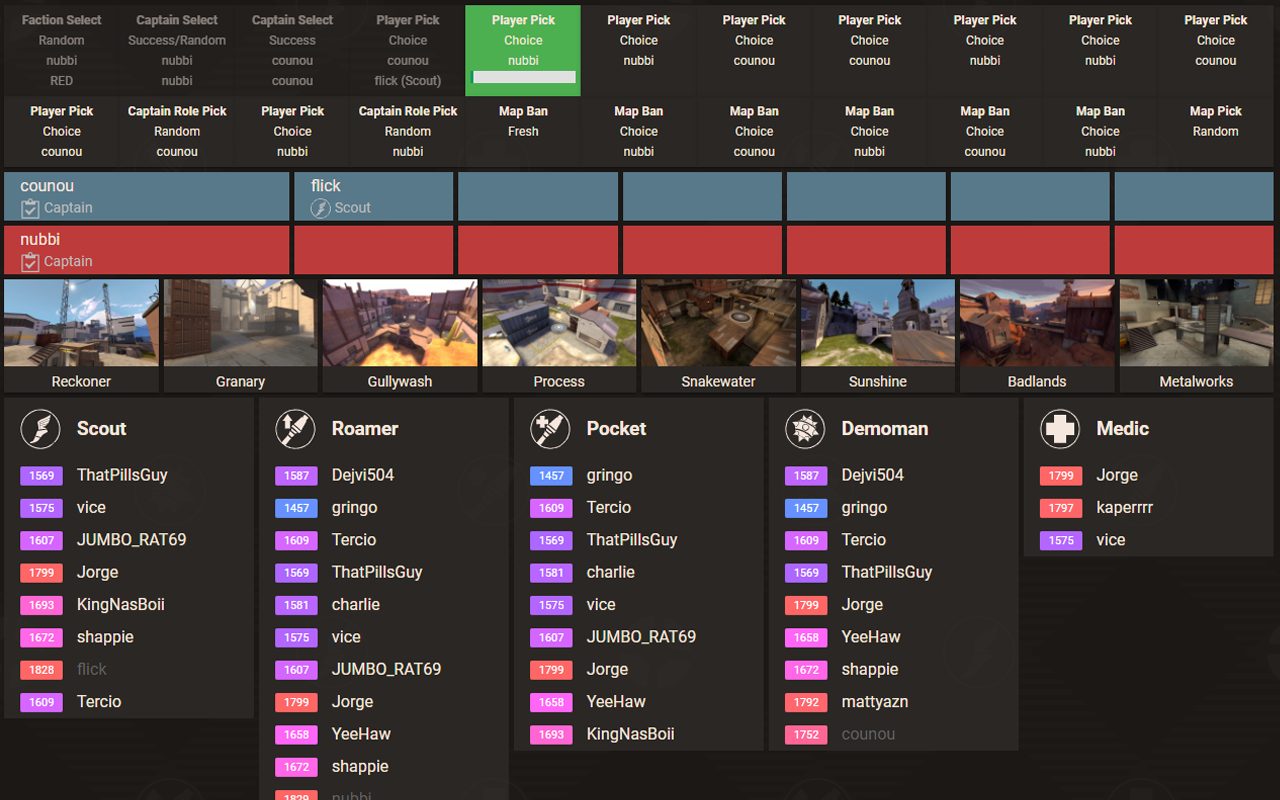 Faction Select
Random
nubbi
RED
Captain Select
Success/Random
nubbi
nubbi
Captain Select
Success
counou
counou
Player Pick
Choice
counou
flick (Scout)
Player Pick
Choice
nubbi
Player Pick
Choice
nubbi
Player Pick
Choice
counou
Player Pick
Choice
counou
Player Pick
Choice
nubbi
Player Pick
Choice
nubbi
Player Pick
Choice
counou
Player Pick
Choice
counou
Captain Role Pick
Random
counou
Player Pick
Choice
nubbi
Captain Role Pick
Random
nubbi
Map Ban
Fresh
Map Ban
Choice
nubbi
Map Ban
Choice
counou
Map Ban
Choice
nubbi
Map Ban
Choice
counou
Map Ban
Choice
nubbi
Map Pick
Random
counou
Captain
flick
Scout
nubbi
Captain
Reckoner
Granary
Gullywash
Process
Snakewater
Sunshine
Badlands
Metalworks
Scout
1569 ThatPillsGuy
1575 vice
1607 JUMBO_RAT69
1799 Jorge
1693 KingNasBoii
1672 shappie
1828 flick
1609 Tercio
Roamer
1587 Dejvi504
1457 gringo
1609 Tercio
1569 ThatPillsGuy
1581 charlie
1575 vice
1607 JUMBO_RAT69
1799 Jorge
1658 YeeHaw
1672 shappie
1829 nubbi
Pocket
1457 gringo
1609 Tercio
1569 ThatPillsGuy
1581 charlie
1575 vice
1607 JUMBO_RAT69
1799 Jorge
1658 YeeHaw
1693 KingNasBoii
Demoman
1587 Dejvi504
1457 gringo
1609 Tercio
1569 ThatPillsGuy
1799 Jorge
1658 YeeHaw
1672 shappie
1792 mattyazn
1752 counou
Medic
1799 Jorge
1797 kaperrrr
1575 vice